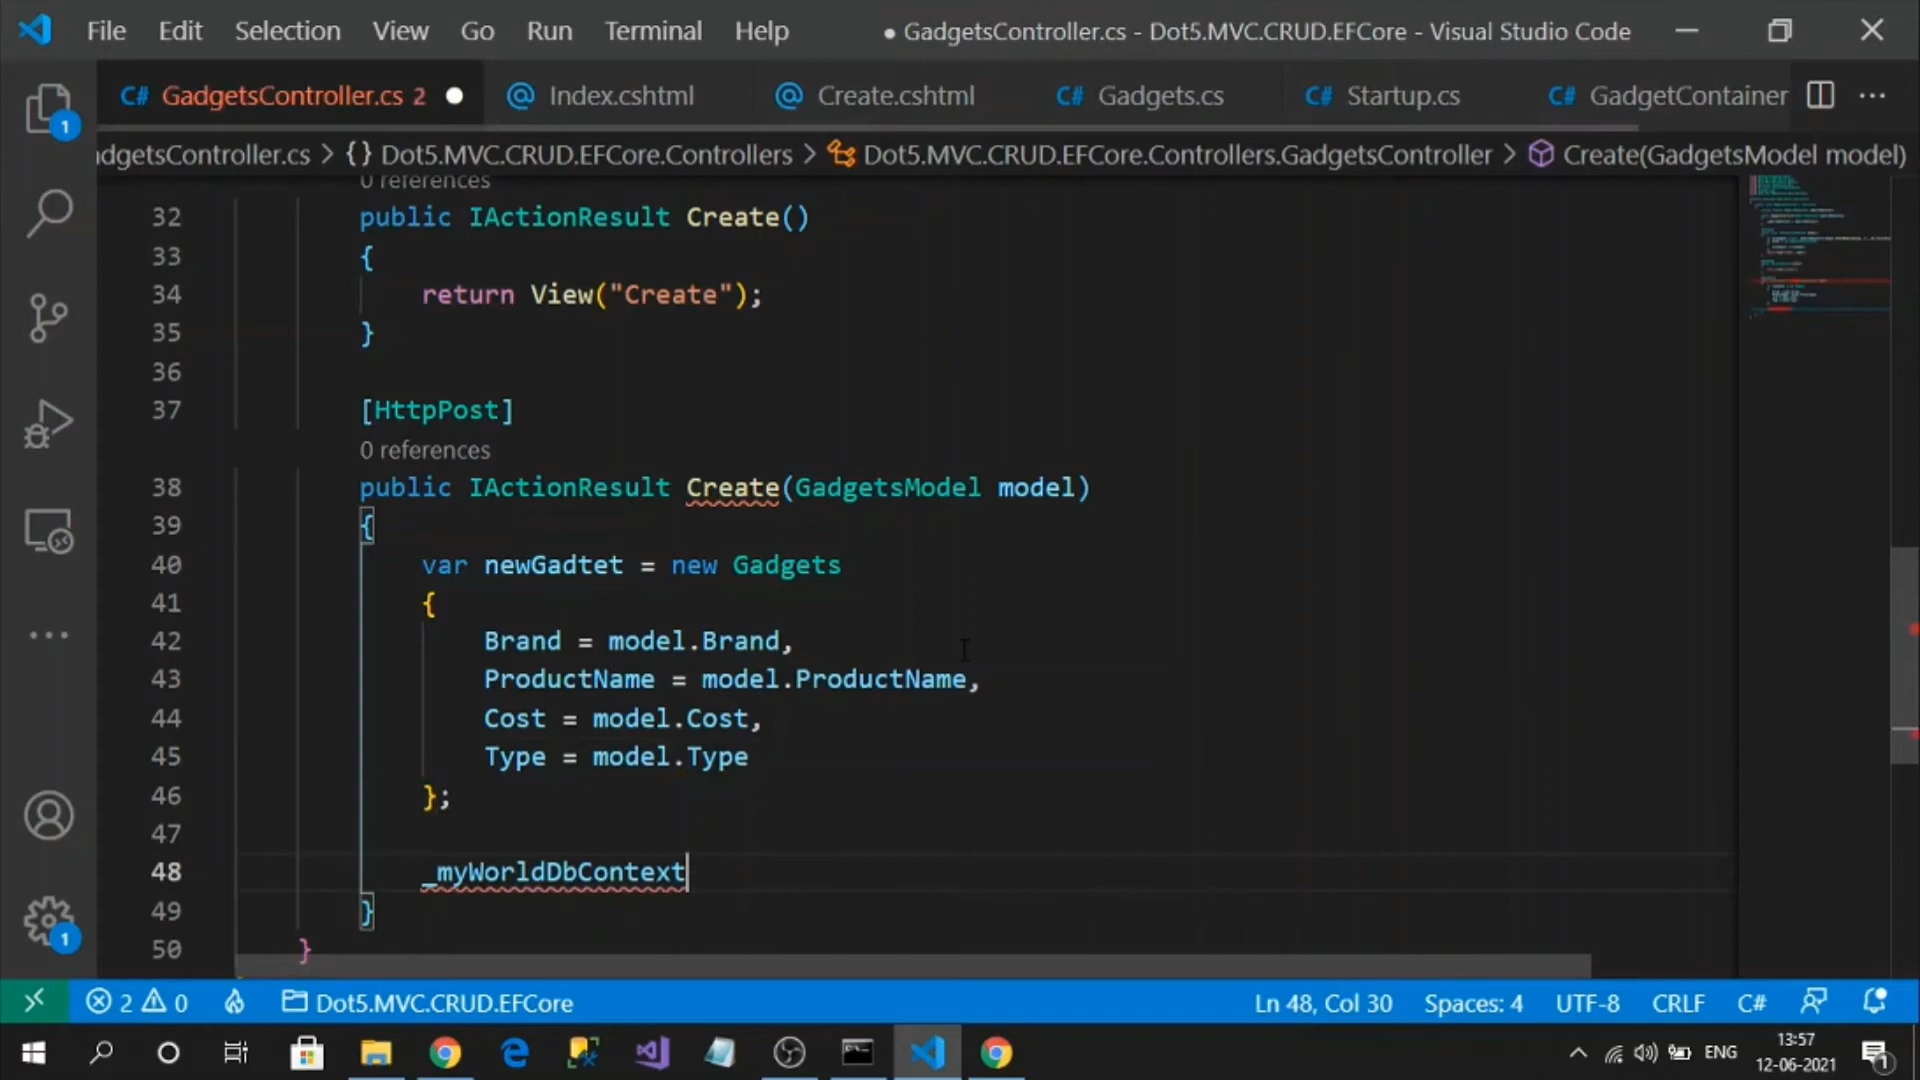 File Edit Selection View Go Run Terminal Help ● GadgetsController.cs - Dot5.MVC.CRUD.EFCore - Visual Studio Code
C# GadgetsController.cs 2 Index.cshtml Create.cshtml C# Gadgets.cs C# Startup.cs C# GadgetContainer
1
adgetsController.cs > {} Dot5.MVC.CRUD.EFCore.Controllers > Dot5.MVC.CRUD.EFCore.Controllers.GadgetsController > Create(GadgetsModel model)
0 references
32 public IActionResult Create()
33 {
34 return View("Create");
35 }
36
37 [HttpPost]
0 references
38 public IActionResult Create(GadgetsModel model)
39 {
40 var newGadtet = new Gadgets
41 {
42 Brand = model.Brand,
43 ProductName = model.ProductName,
44 Cost = model.Cost,
45 Type = model.Type
46 };
47
48 _myWorldDbContext
49 }
50 }
1
2 0 Dot5.MVC.CRUD.EFCore Ln 48, Col 30 Spaces: 4 UTF-8 CRLF C#
ENG 13:57
12-06-2021
1